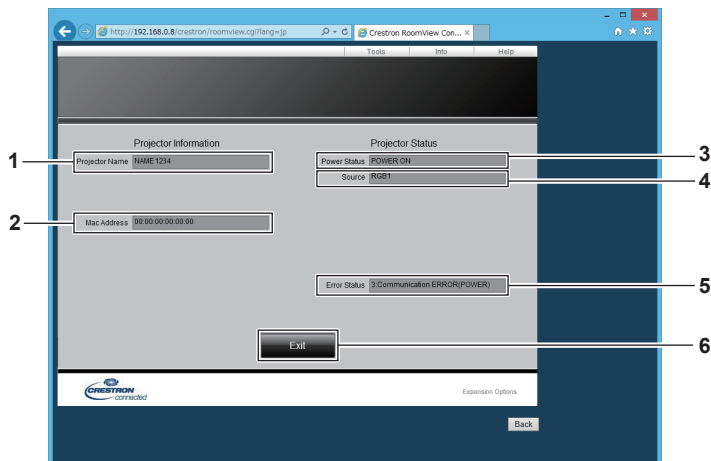 http://192.168.0.8/crestron/roomview.cgi?lang=jp
Crestron RoomView Con...
Tools Info Help
Projector Information
Projector Status
1
Projector Name NAME1234
Power Status POWER ON
3
Source RGB1
4
2
Mac Address 00:00:00:00:00:00
Error Status 3:Communication ERROR(POWER)
5
Exit
6
CRESTRON
connected
Expansion Options
Back